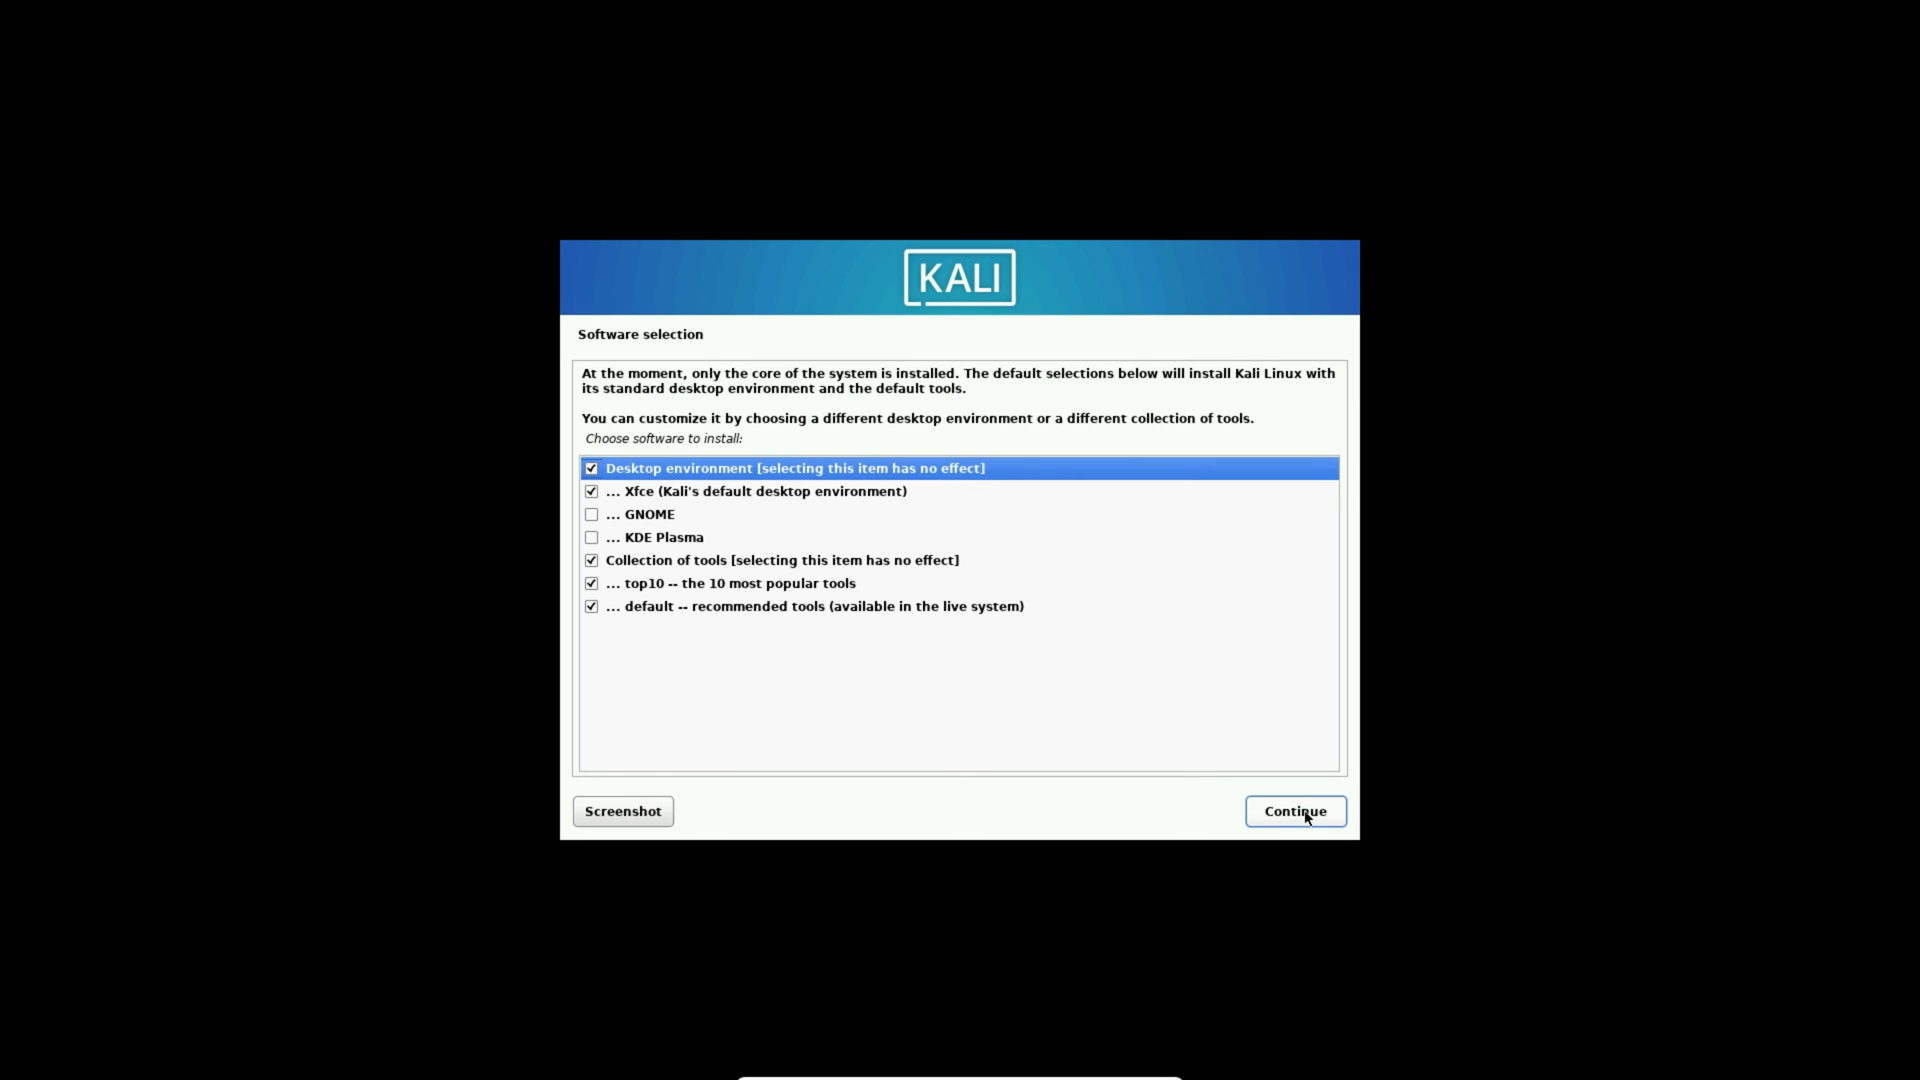 KALI
Software selection
At the moment, only the core of the system is installed. The default selections below will install Kali Linux with
its standard desktop environment and the default tools.
You can customize it by choosing a different desktop environment or a different collection of tools.
Choose software to install:
Desktop environment [selecting this item has no effect]
... Xfce (Kali's default desktop environment)
... GNOME
... KDE Plasma
Collection of tools [selecting this item has no effect]
... top10 -- the 10 most popular tools
... default -- recommended tools (available in the live system)
Screenshot
Continue